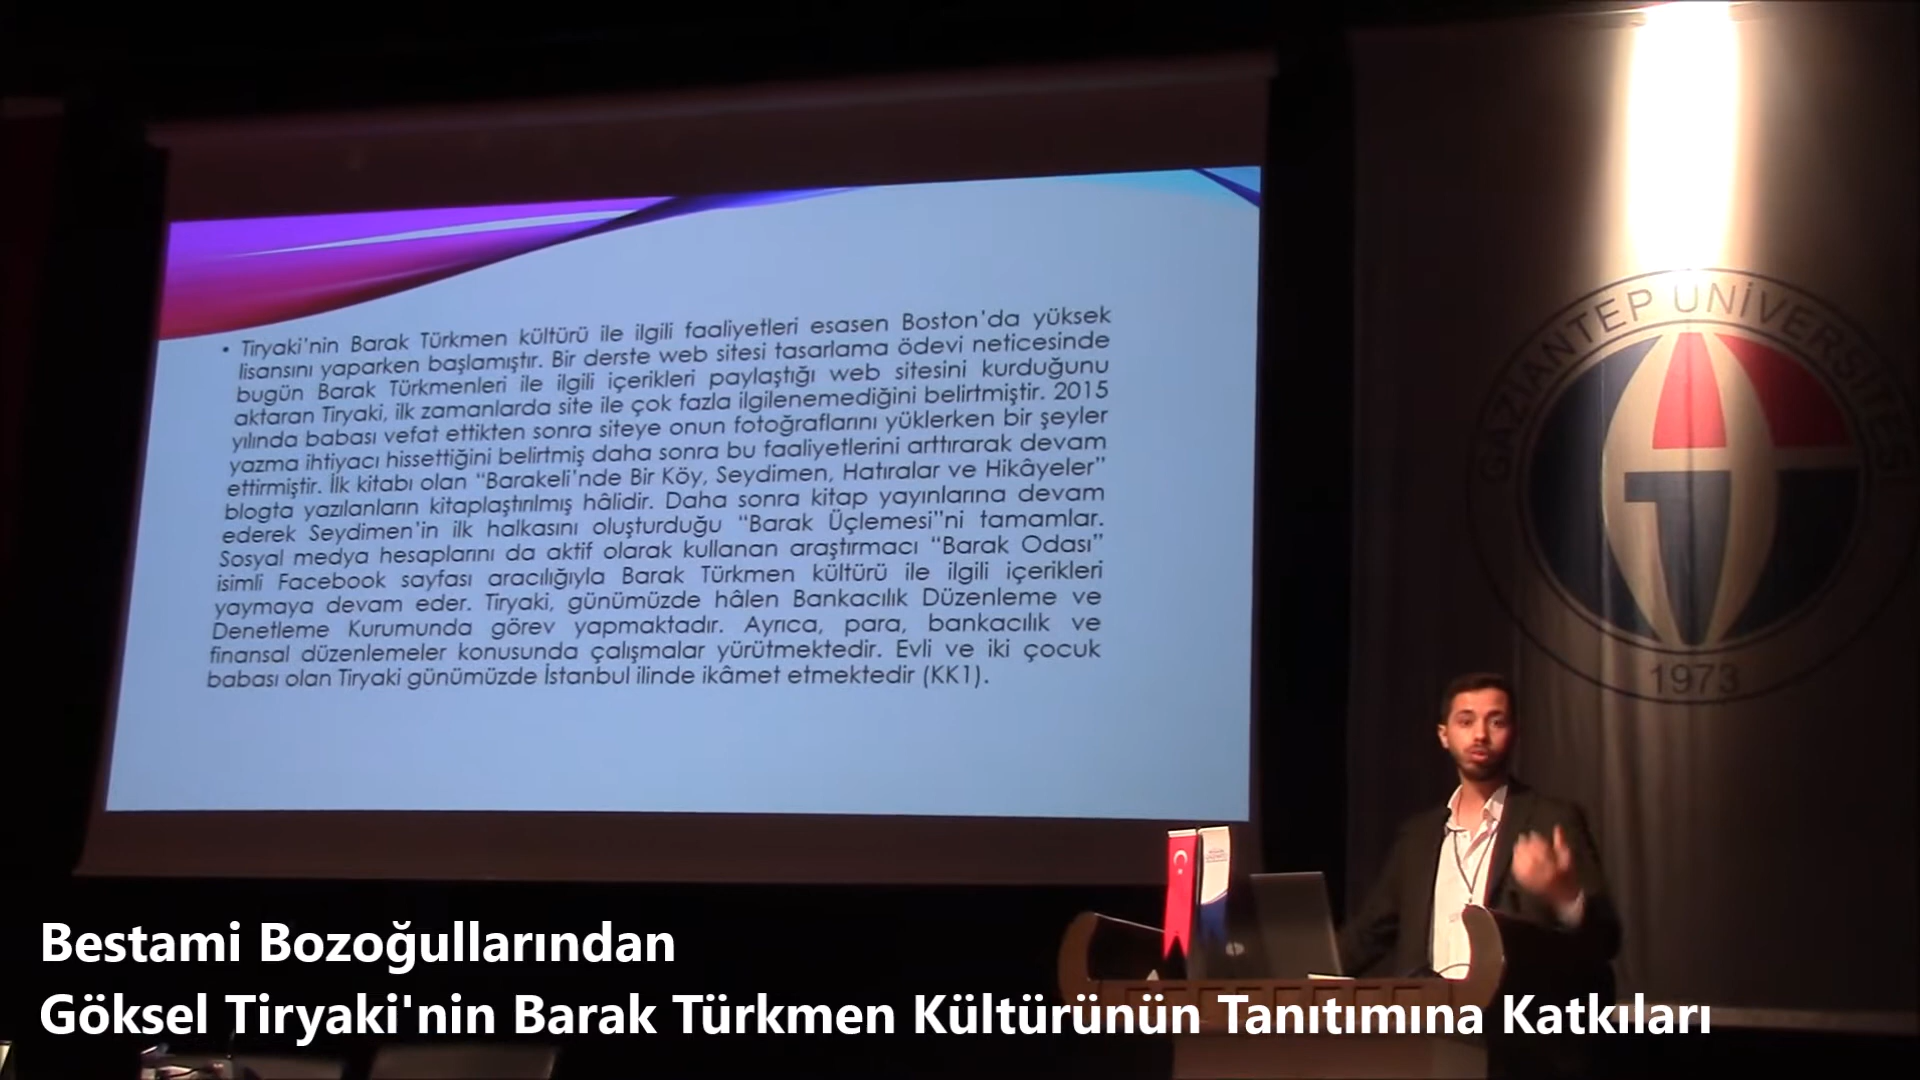 • Tiryaki’nin Barak Türkmen kültürü ile ilgili faaliyetleri esasen Boston’da yüksek
lisansını yaparken başlamıştır. Bir derste web sitesi tasarlama ödevi neticesinde
bugün Barak Türkmenleri ile ilgili içerikleri paylaştığı web sitesini kurduğunu
aktaran Tiryaki, ilk zamanlarda site ile çok fazla ilgilenemediğini belirtmiştir. 2015
yılında babası vefat ettikten sonra siteye onun fotoğraflarını yüklerken bir şeyler
yazma ihtiyacı hissettiğini belirtmiş daha sonra bu faaliyetlerini arttırarak devam
ettirmiştir. İlk kitabı olan “Barakeli’nde Bir Köy, Seydimen, Hatıralar ve Hikâyeler”
blogta yazılanların kitaplaştırılmış hâlidir. Daha sonra kitap yayınlarına devam
ederek Seydimen’in ilk halkasını oluşturduğu “Barak Üçlemesi”ni tamamlar.
Sosyal medya hesaplarını da aktif olarak kullanan araştırmacı “Barak Odası”
isimli Facebook sayfası aracılığıyla Barak Türkmen kültürü ile ilgili içerikleri
yaymaya devam eder. Tiryaki, günümüzde hâlen Bankacılık Düzenleme ve
Denetleme Kurumunda görev yapmaktadır. Ayrıca, para, bankacılık ve
finansal düzenlemeler konusunda çalışmalar yürütmektedir. Evli ve iki çocuk
babası olan Tiryaki günümüzde İstanbul ilinde ikâmet etmektedir (KK1).
GAZİANTEP ÜNİVERSİTESİ
1973
Bestami Bozoğullarından
Göksel Tiryaki'nin Barak Türkmen Kültürünün Tanıtımına Katkıları